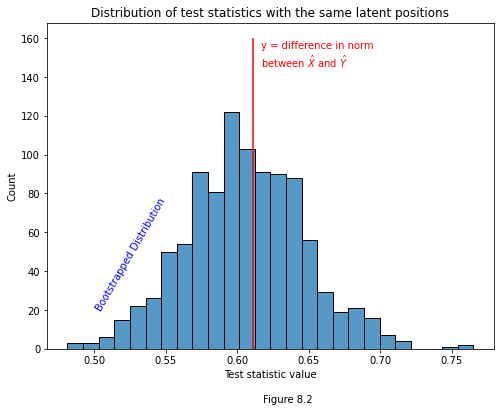 Distribution of test statistics with the same latent positions
160
140
120
100
80
60
40
20
0
Count
y = difference in norm
between X̂ and Ŷ
Bootstrapped Distribution
0.50 0.55 0.60 0.65 0.70 0.75
Test statistic value
Figure 8.2